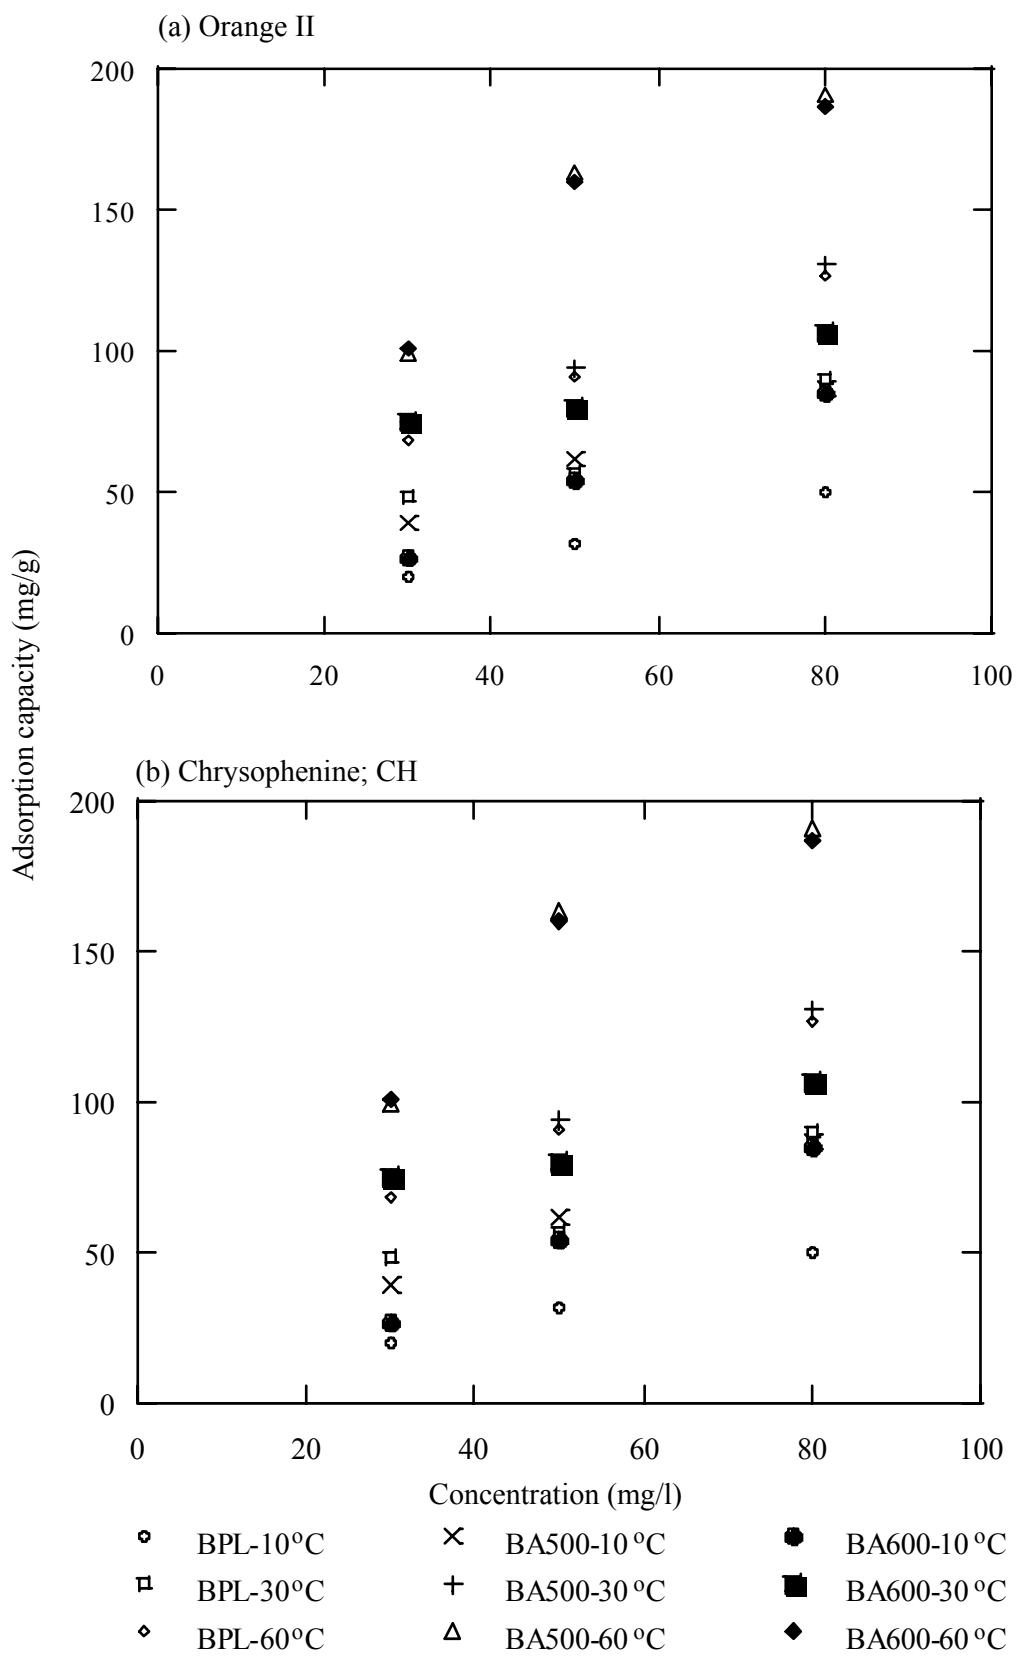 (a) Orange II
200
150
100
50
0
0 20 40 60 80 100
Adsorption capacity (mg/g)
(b) Chrysophenine; CH
200
150
100
50
0
0 20 40 60 80 100
Concentration (mg/l)
BPL-10°C BA500-10°C BA600-10°C
BPL-30°C BA500-30°C BA600-30°C
BPL-60°C BA500-60°C BA600-60°C